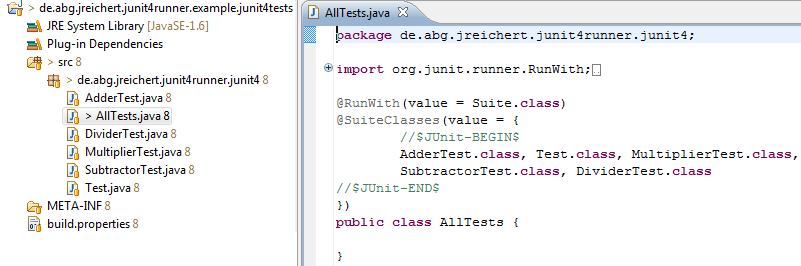 > de.abg.jreichert.junit4runner.example.junit4tests
JRE System Library [JavaSE-1.6]
Plug-in Dependencies
> src 8
> de.abg.jreichert.junit4runner.junit4 8
AdderTest.java 8
> AllTests.java 8
DividerTest.java 8
MultiplierTest.java 8
SubtractorTest.java 8
Test.java 8
META-INF 8
build.properties 8
AllTests.java
package de.abg.jreichert.junit4runner.junit4;
import org.junit.runner.RunWith;
@RunWith(value = Suite.class)
@SuiteClasses(value = {
//$JUnit-BEGIN$
AdderTest.class, Test.class, MultiplierTest.class,
SubtractorTest.class, DividerTest.class
//$JUnit-END$
})
public class AllTests {
}